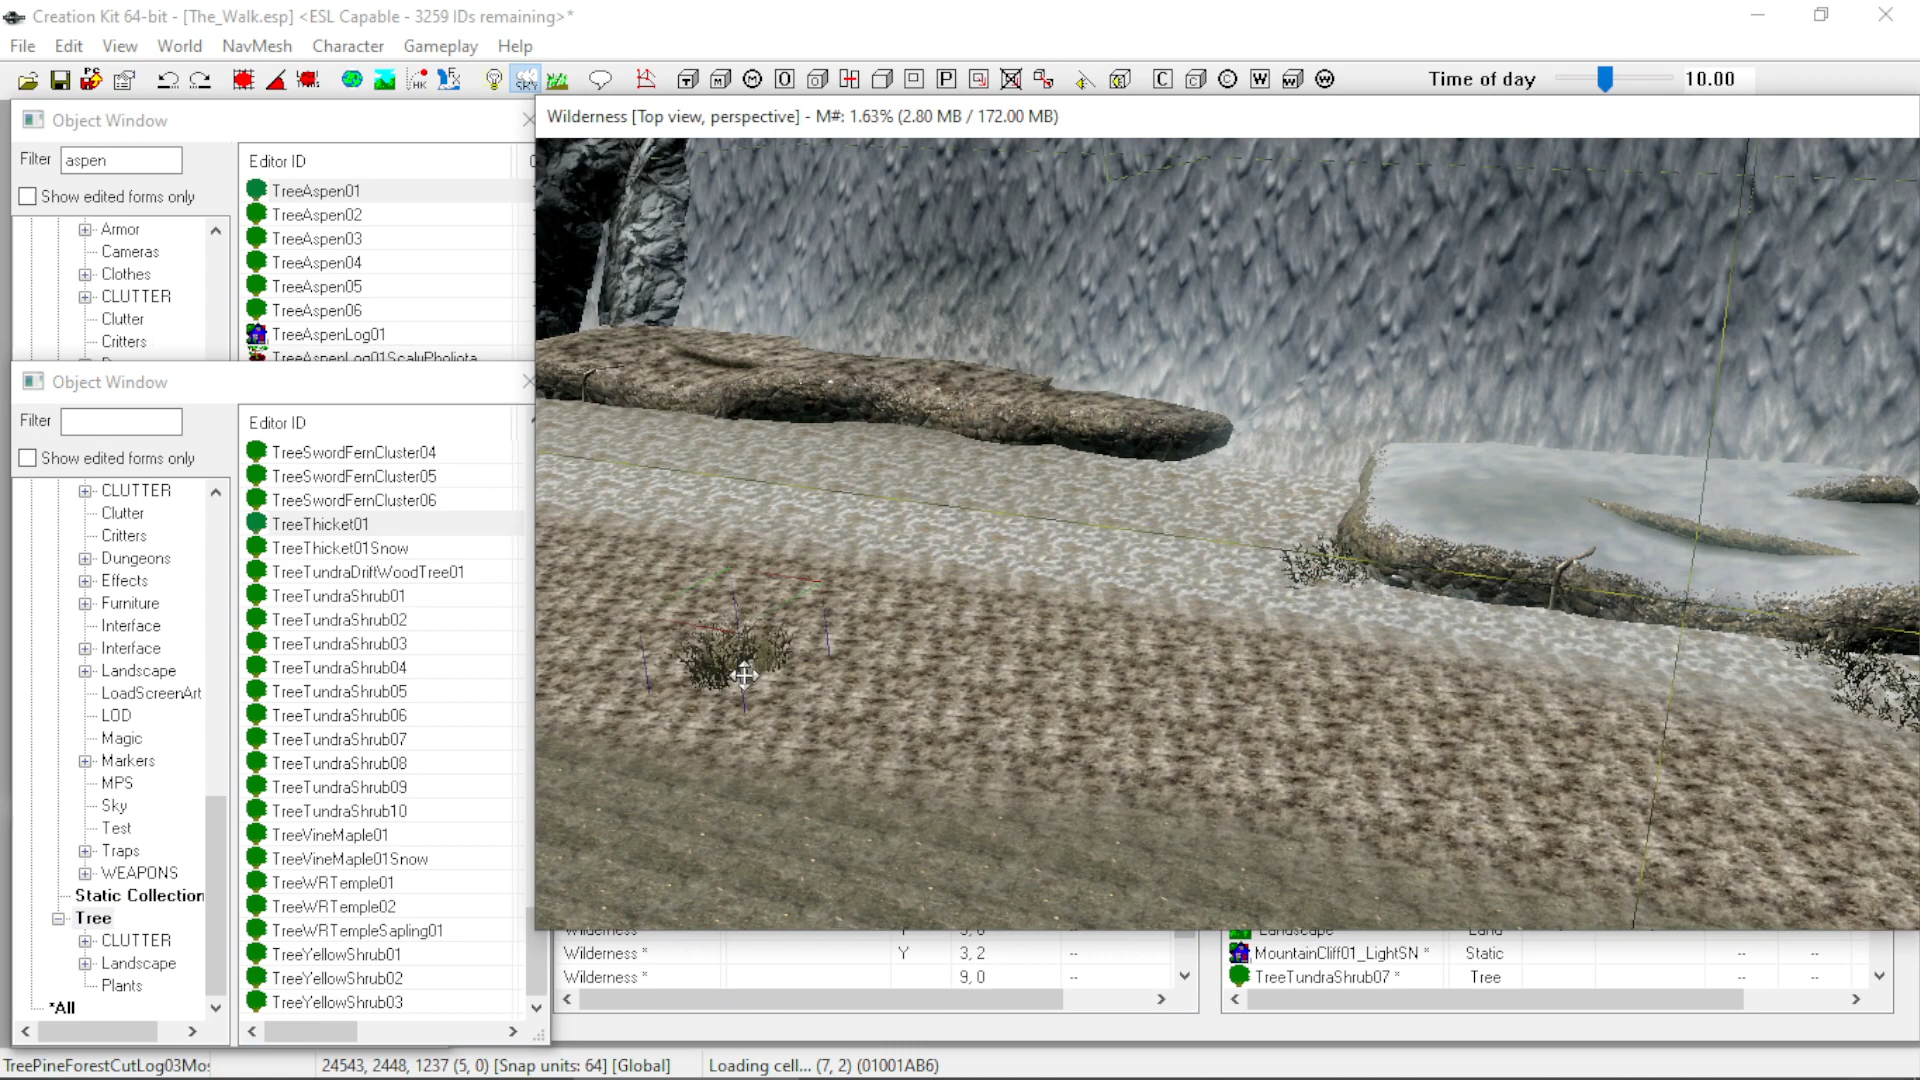 Creation Kit 64-bit - [The_Walk.esp] <ESL Capable - 3259 IDs remaining>*
File Edit View World NavMesh Character Gameplay Help
Time of day 10.00
Object Window
Filter aspen
Show edited forms only
Armor
Cameras
Clothes
CLUTTER
Clutter
Critters
Editor ID
TreeAspen01
TreeAspen02
TreeAspen03
TreeAspen04
TreeAspen05
TreeAspen06
TreeAspenLog01
TreeAspenLog01ScalyPholiota
Object Window
Filter
Show edited forms only
CLUTTER
Clutter
Critters
Dungeons
Effects
Furniture
Interface
Interface
Landscape
LoadScreenArt
LOD
Magic
Markers
MPS
Sky
Test
Traps
WEAPONS
Static Collection
Tree
CLUTTER
Landscape
Plants
*All
Editor ID
TreeSwordFernCluster04
TreeSwordFernCluster05
TreeSwordFernCluster06
TreeThicket01
TreeThicket01Snow
TreeTundraDriftWoodTree01
TreeTundraShrub01
TreeTundraShrub02
TreeTundraShrub03
TreeTundraShrub04
TreeTundraShrub05
TreeTundraShrub06
TreeTundraShrub07
TreeTundraShrub08
TreeTundraShrub09
TreeTundraShrub10
TreeVineMaple01
TreeVineMaple01Snow
TreeWRTemple01
TreeWRTemple02
TreeWRTempleSapling01
TreeYellowShrub01
TreeYellowShrub02
TreeYellowShrub03
Wilderness [Top view, perspective] - M#: 1.63% (2.80 MB / 172.00 MB)
Wilderness
Wilderness * Y 3, 2 --
Wilderness * 9, 0 --
Landscape Land
MountainCliff01_LightSN * Static -- --
TreeTundraShrub07 * Tree -- --
TreePineForestCutLog03Mos
24543, 2448, 1237 (5, 0) [Snap units: 64] [Global]
Loading cell... (7, 2) (01001AB6)